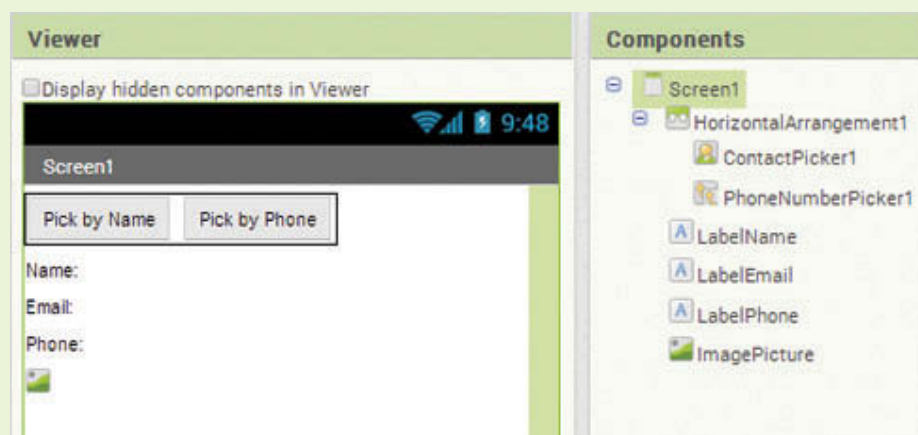 Viewer
Display hidden components in Viewer
9:48
Screen1
Pick by Name
Pick by Phone
Name:
Email:
Phone:
Components
Screen1
HorizontalArrangement1
ContactPicker1
PhoneNumberPicker1
A LabelName
A LabelEmail
A LabelPhone
ImagePicture